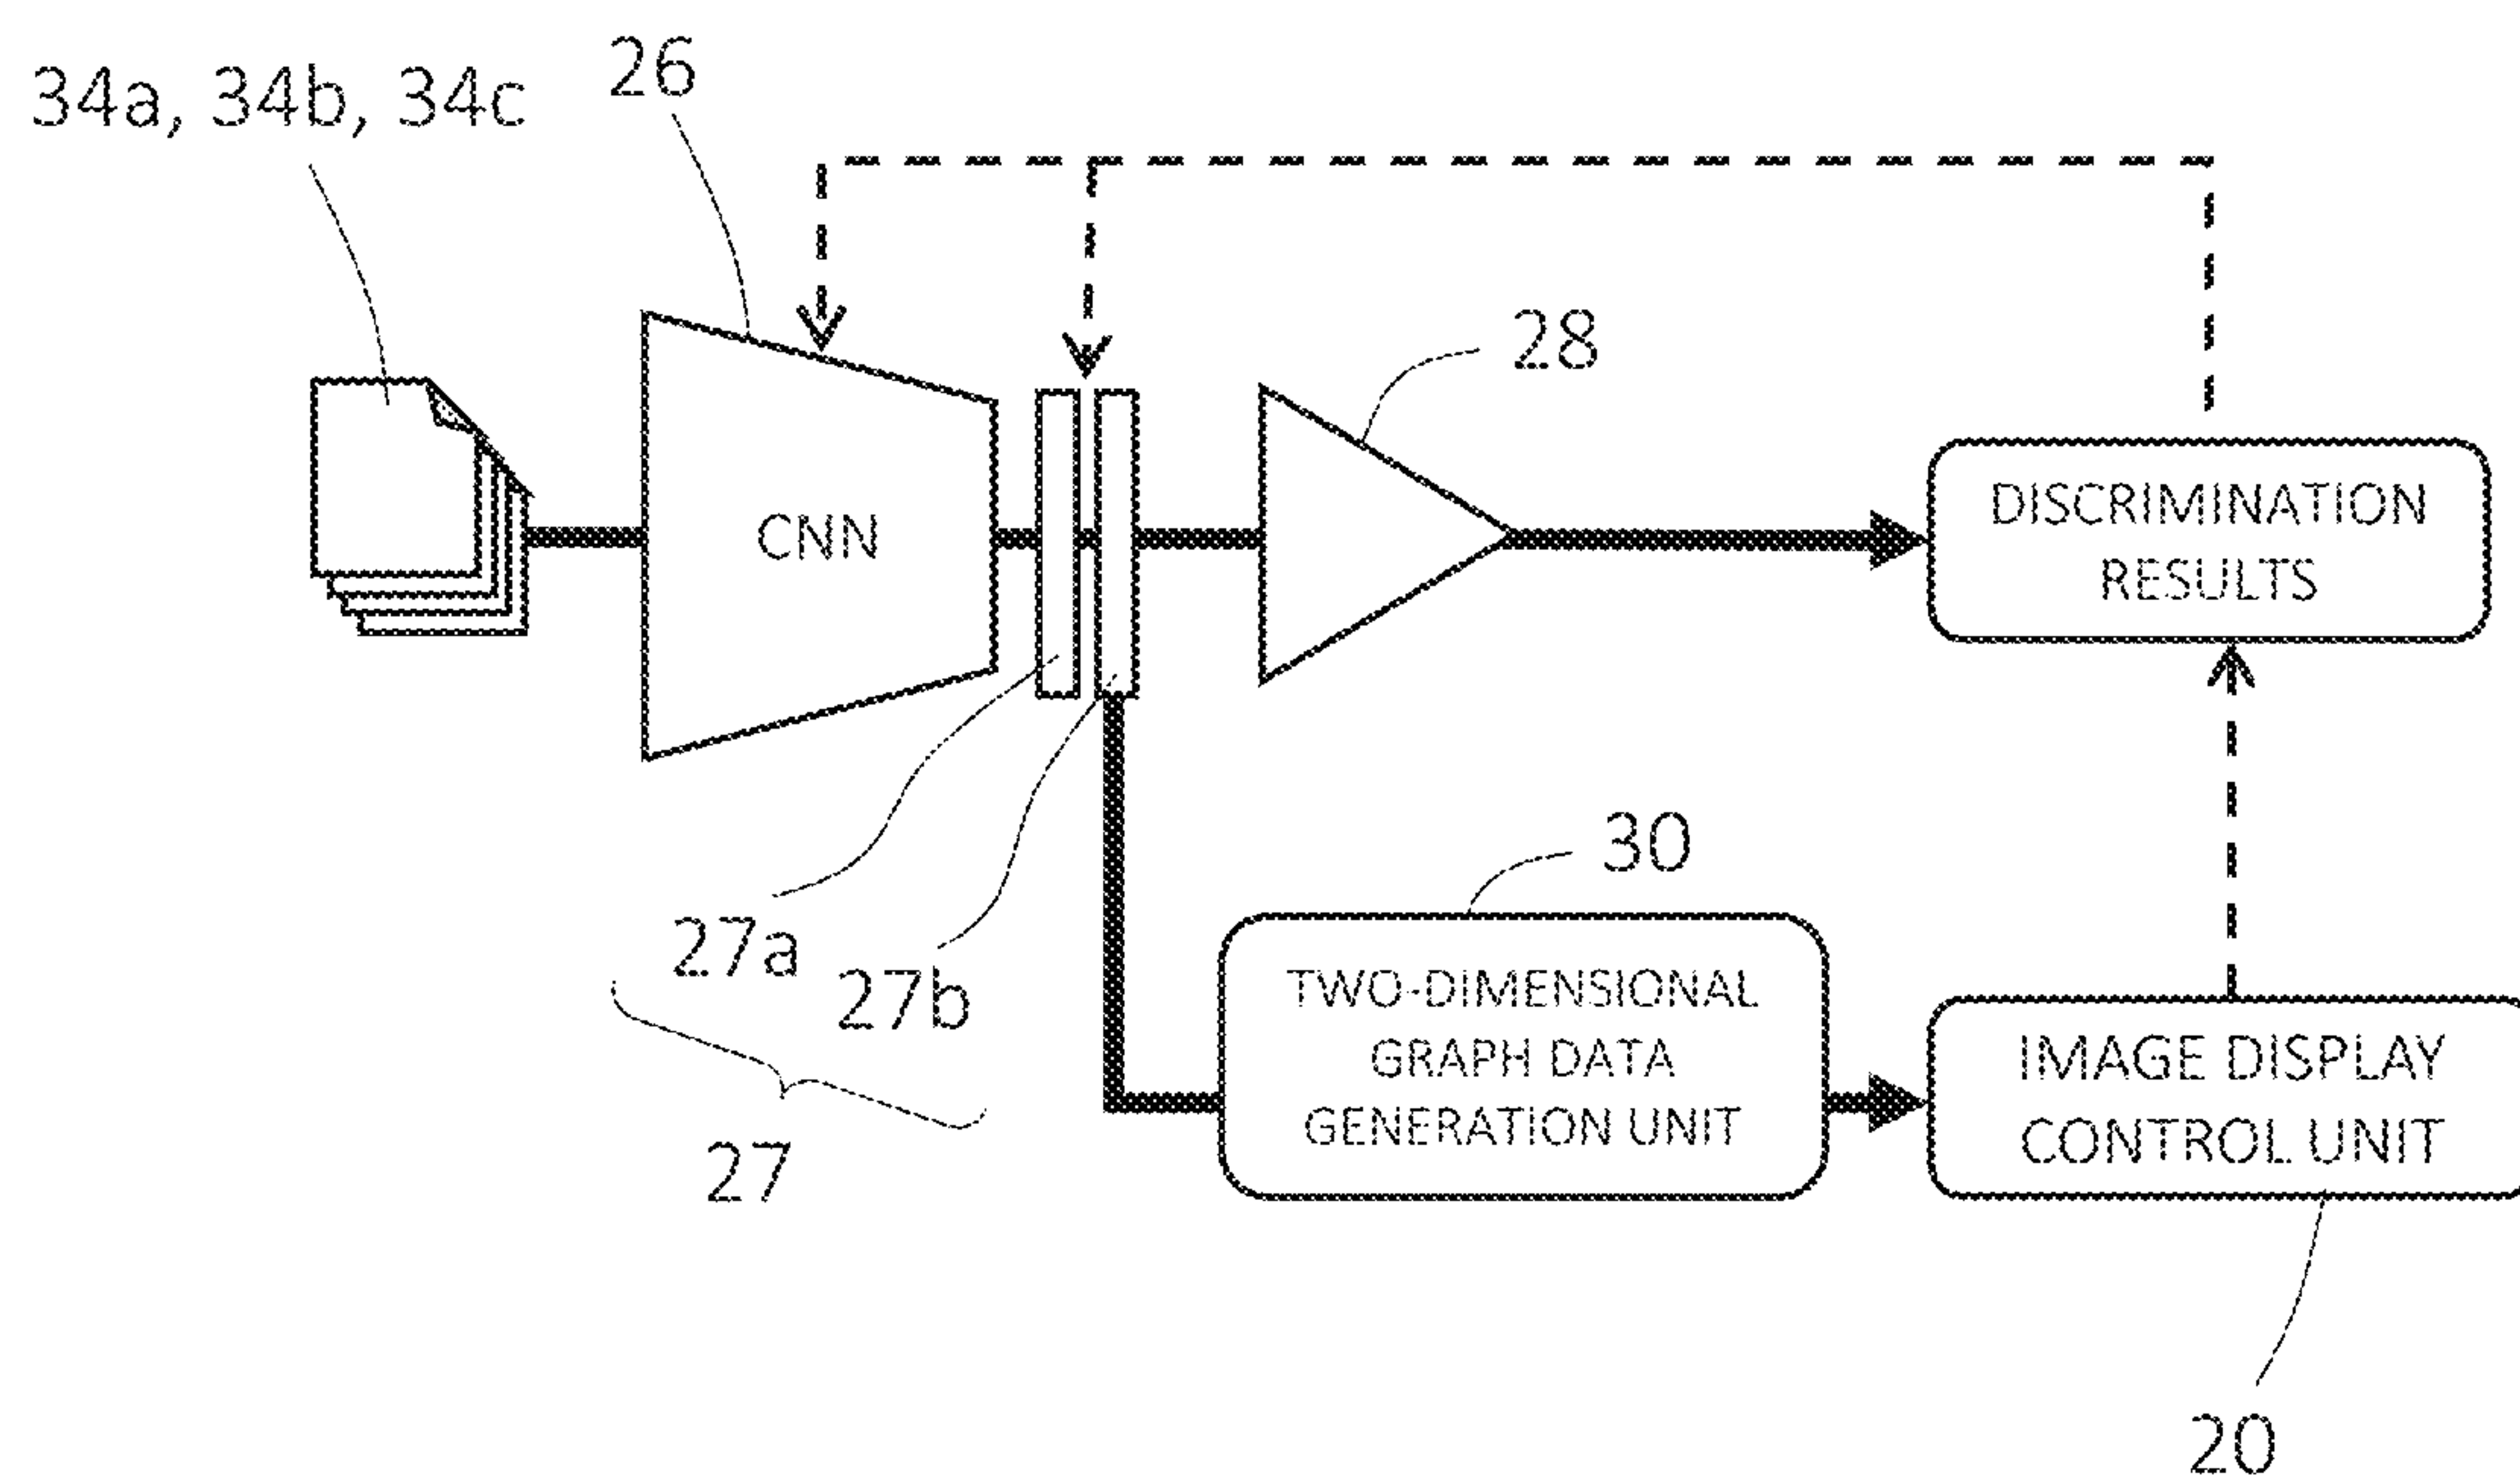 34a, 34b, 34c
26
28
CNN
DISCRIMINATION
RESULTS
27a
27b
27
30
TWO-DIMENSIONAL
GRAPH DATA
GENERATION UNIT
IMAGE DISPLAY
CONTROL UNIT
20